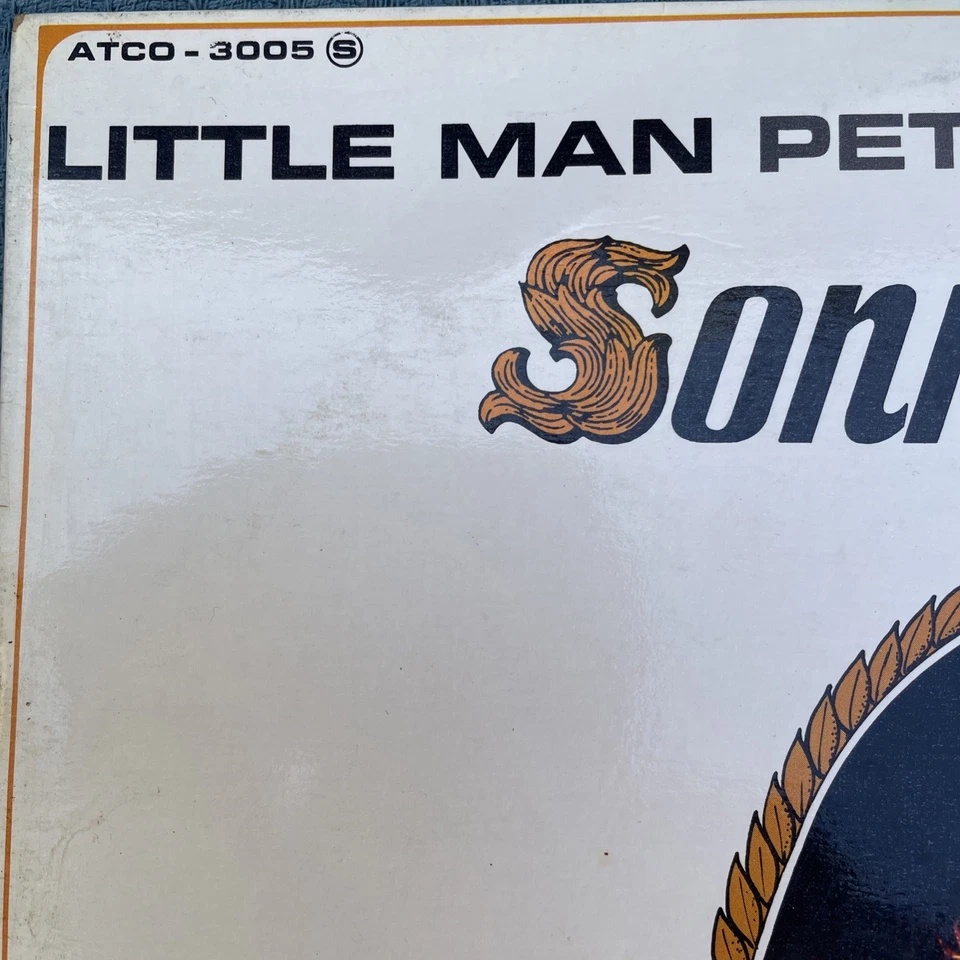 ATCO - 3005 S
LITTLE MAN PET
Sonn